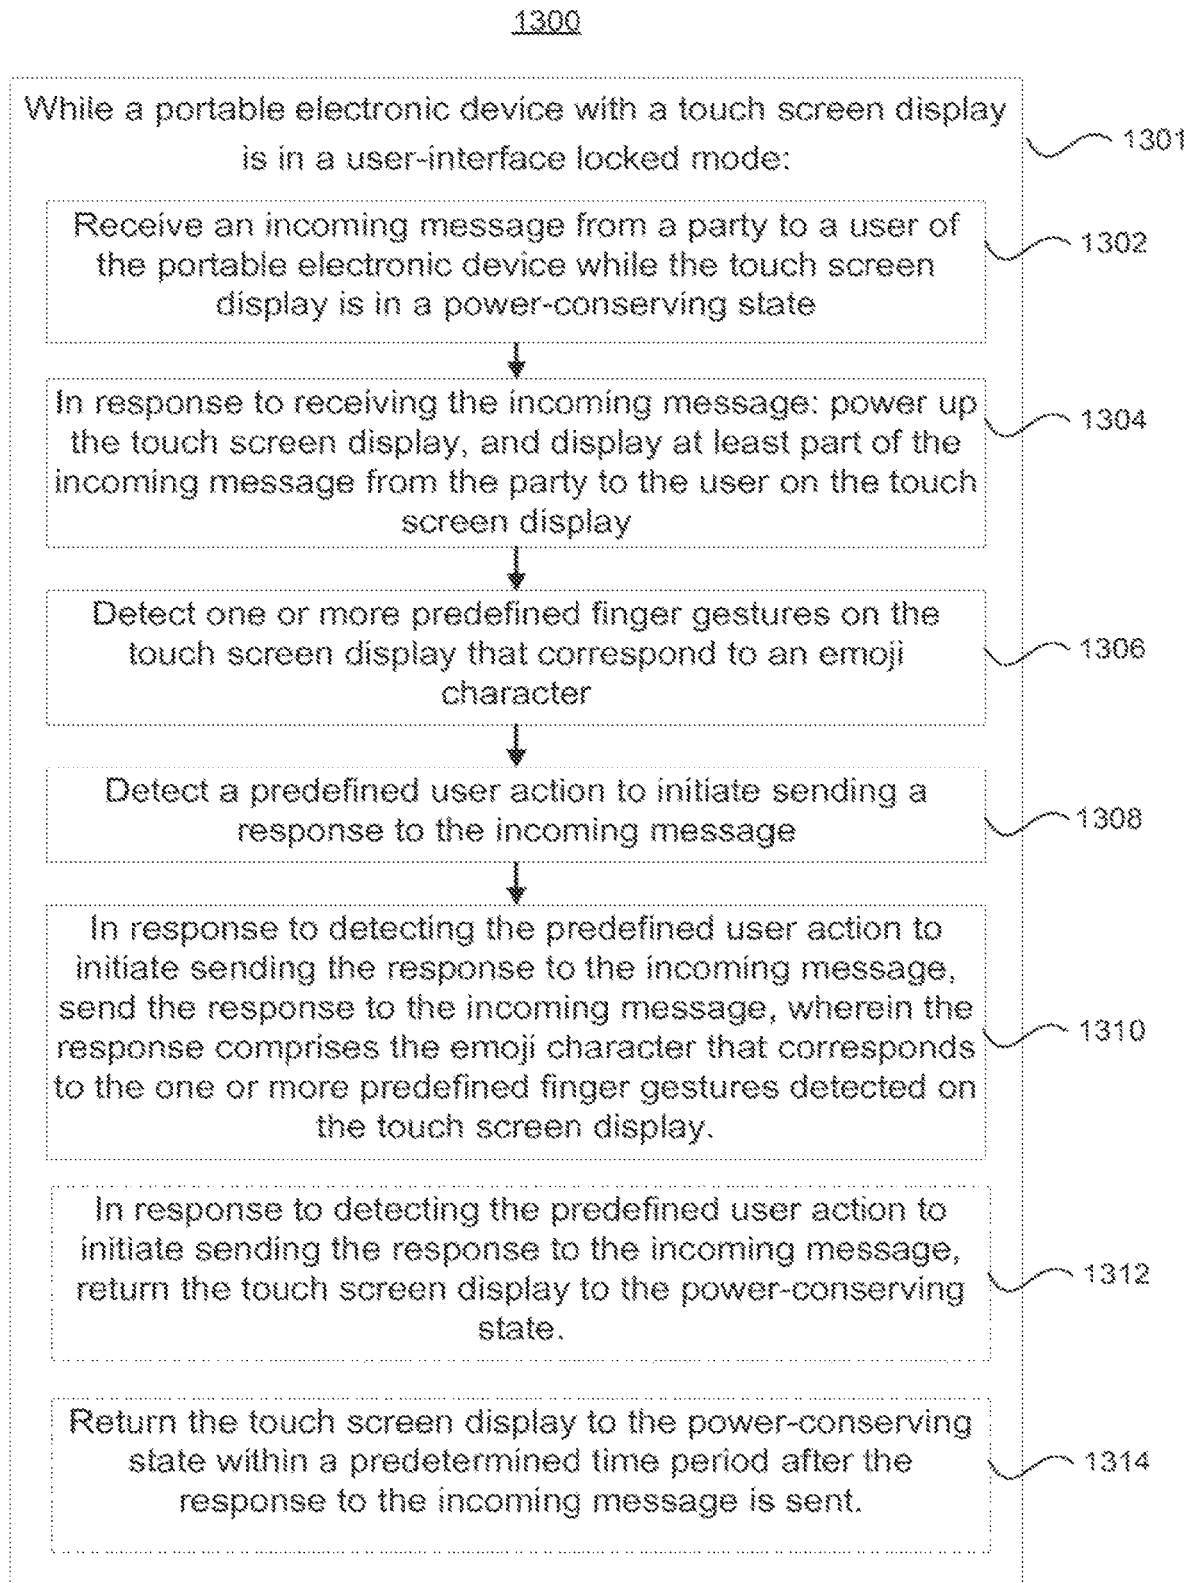 1300
While a portable electronic device with a touch screen display
is in a user-interface locked mode:
1301
Receive an incoming message from a party to a user of
the portable electronic device while the touch screen
display is in a power-conserving state
1302
In response to receiving the incoming message: power up
the touch screen display, and display at least part of the
incoming message from the party to the user on the touch
screen display
1304
Detect one or more predefined finger gestures on the
touch screen display that correspond to an emoji
character
1306
Detect a predefined user action to initiate sending a
response to the incoming message
1308
In response to detecting the predefined user action to
initiate sending the response to the incoming message,
send the response to the incoming message, wherein the
response comprises the emoji character that corresponds
to the one or more predefined finger gestures detected on
the touch screen display.
1310
In response to detecting the predefined user action to
initiate sending the response to the incoming message,
return the touch screen display to the power-conserving
state.
1312
Return the touch screen display to the power-conserving
state within a predetermined time period after the
response to the incoming message is sent.
1314